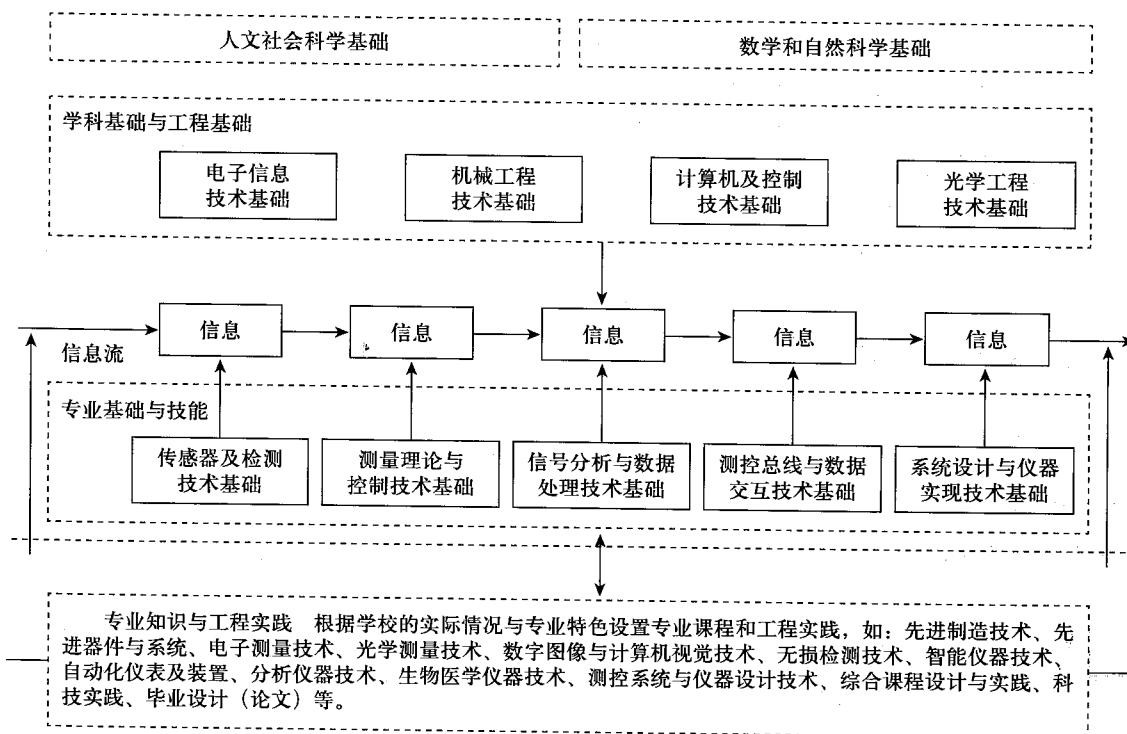 人文社会科学基础
数学和自然科学基础
学科基础与工程基础
电子信息
技术基础
机械工程
技术基础
计算机及控制
技术基础
光学工程
技术基础
信息
信息
信息
信息
信息
信息流
专业基础与技能
传感器及检测
技术基础
测量理论与
控制技术基础
信号分析与数据
处理技术基础
测控总线与数据
交互技术基础
系统设计与仪器
实现技术基础
专业知识与工程实践 根据学校的实际情况与专业特色设置专业课程和工程实践，如：先进制造技术、先
进器件与系统、电子测量技术、光学测量技术、数字图像与计算机视觉技术、无损检测技术、智能仪器技术、
自动化仪表及装置、分析仪器技术、生物医学仪器技术、测控系统与仪器设计技术、综合课程设计与实践、科
技实践、毕业设计（论文）等。